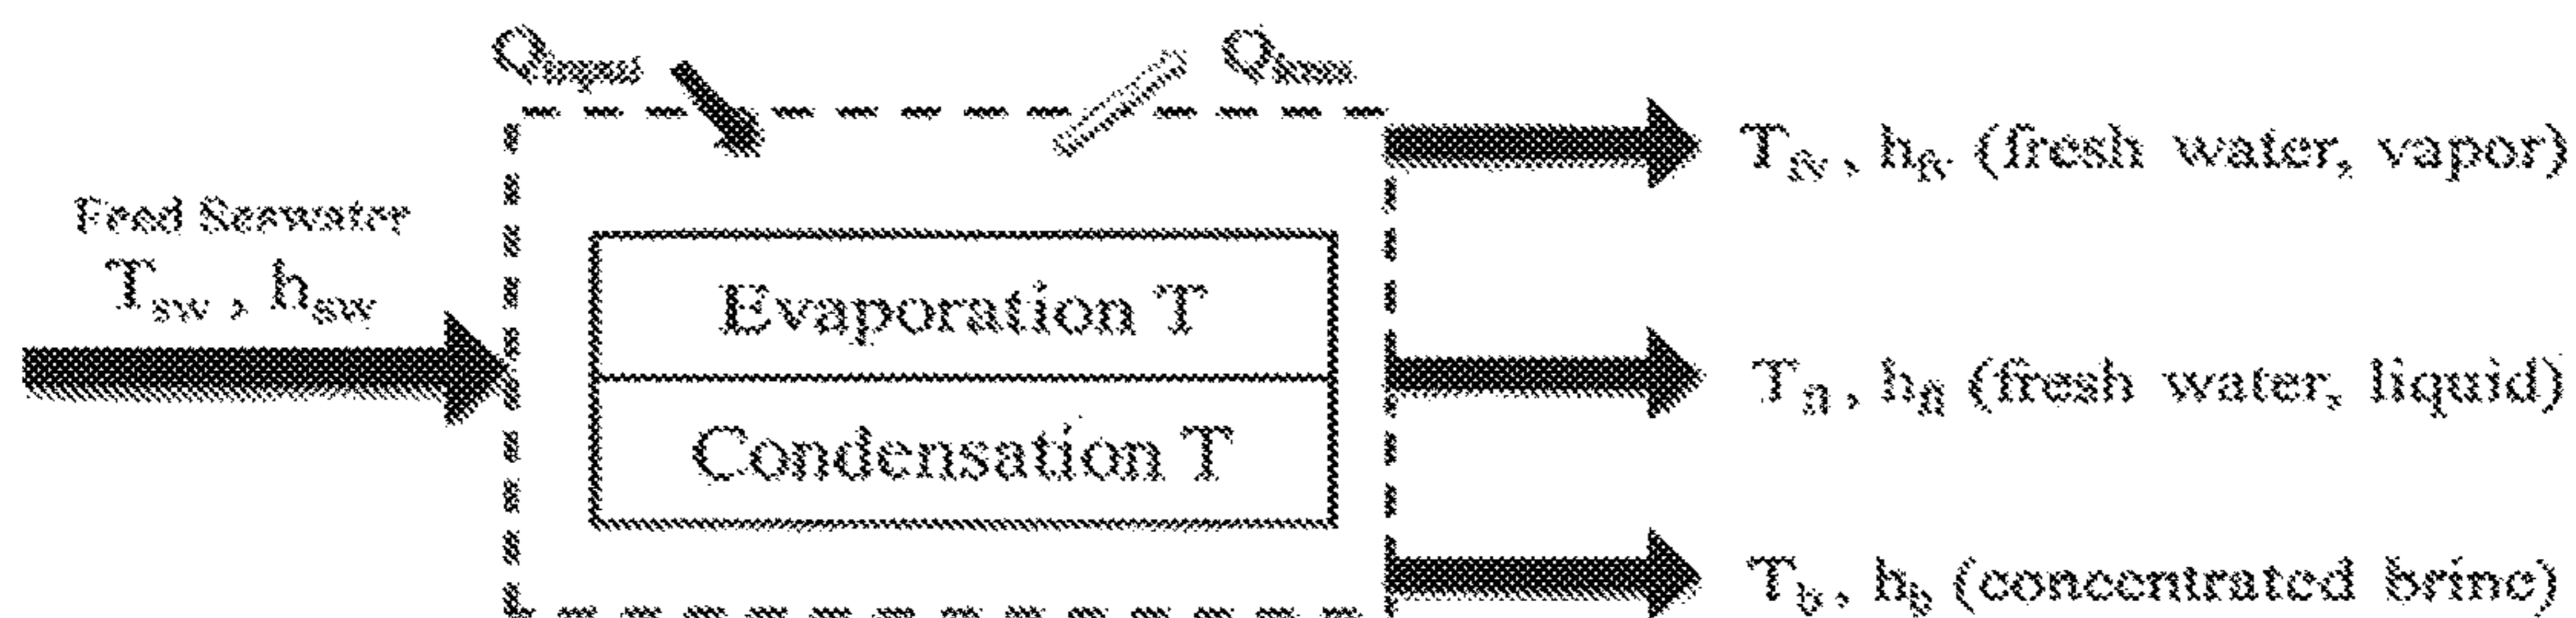 Qinput
Qloss
Feed Seawater
Tsw , hsw
Evaporation T
Condensation T
Tfv , hfv (fresh water, vapor)
Tfl , hfl (fresh water, liquid)
Tb , hb (concentrated brine)